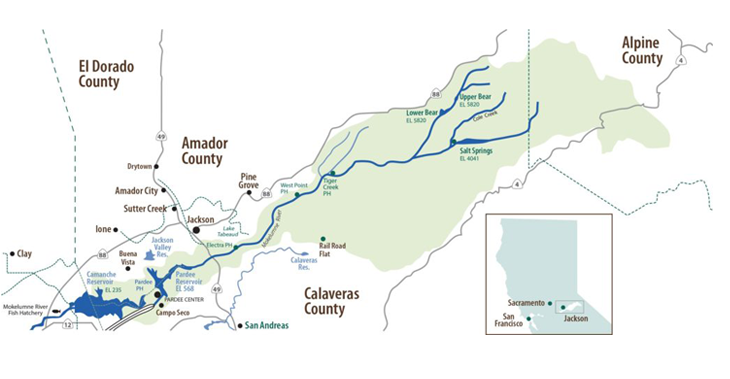 El Dorado
County
Alpine
County
4
88
Upper Bear
EL 5820
Lower Bear
EL 5820
Cole Creek
Salt Springs
EL 4041
49
Amador
County
Drytown
Pine
Grove
88
West Point
PH
Tiger
Creek
PH
4
Amador City
Sutter Creek
Jackson
Ione
Lake
Tabeaud
Mokelumne River
Electra PH
Rail Road
Flat
Clay
88
Buena
Vista
Jackson
Valley
Res.
Calaveras
Res.
Camanche
Reservoir
EL 235
Pardee
PH
Pardee
Reservoir
EL 568
49
PARDEE CENTER
Campo Seco
Calaveras
County
Mokelumne River
Fish Hatchery
12
San Andreas
Sacramento
San
Francisco
Jackson